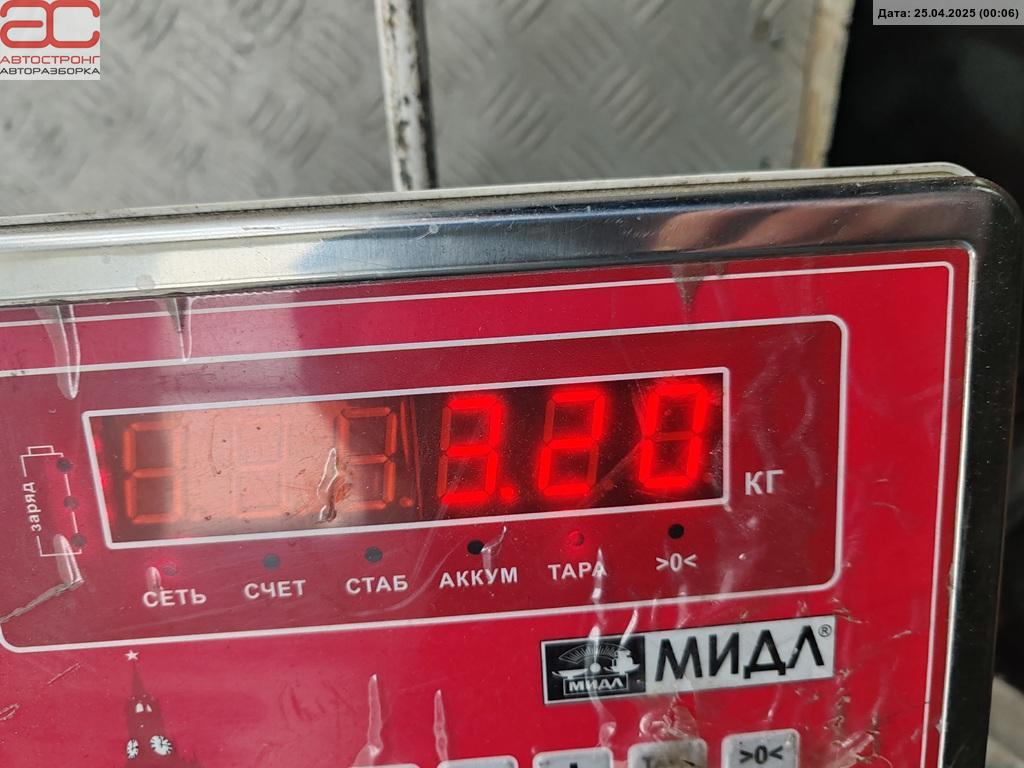 ac
АВТОСТРОНГ
АВТОРАЗБОРКА
Дата: 25.04.2025 (00:06)
3.20
КГ
заряд
СЕТЬ СЧЕТ СТАБ АККУМ ТАРА >0<
МИДЛ МИДЛ®
>0<